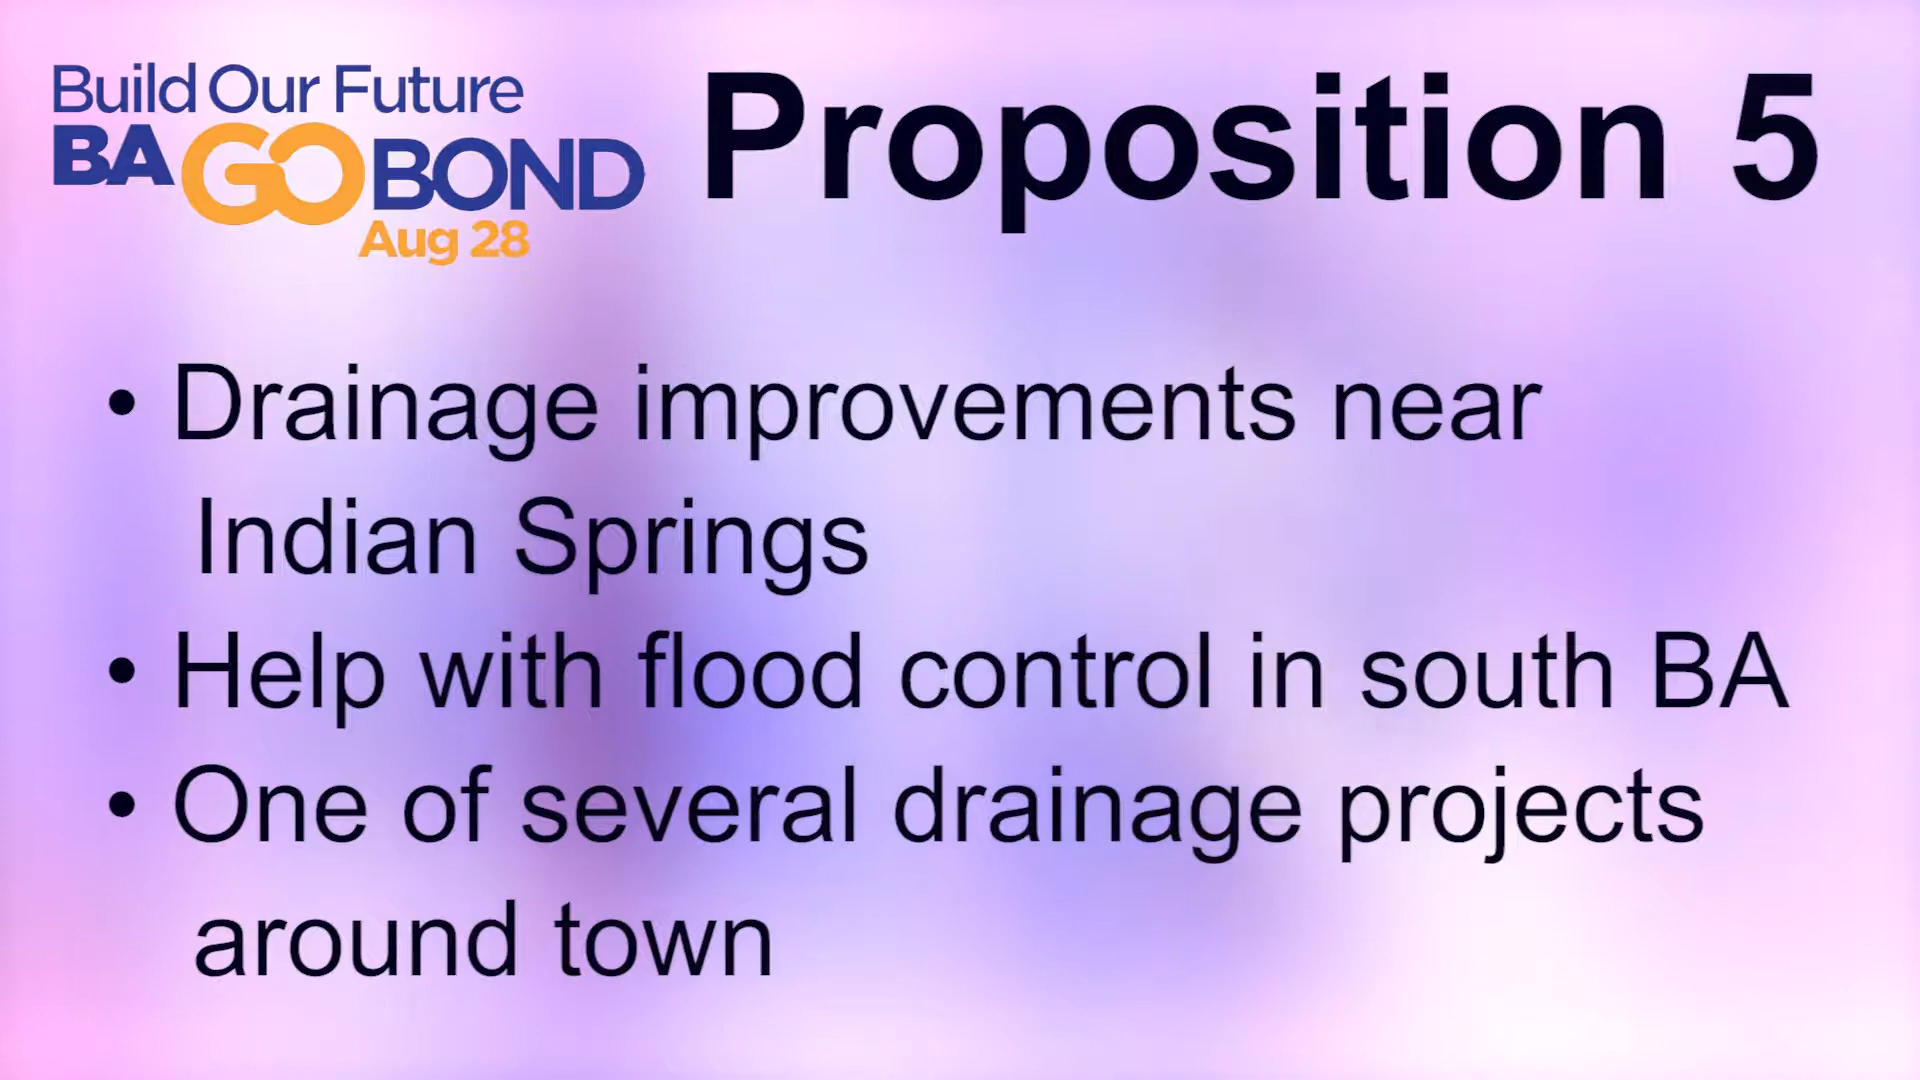 Build Our Future
BA GO BOND
Aug 28
Proposition 5
• Drainage improvements near
Indian Springs
• Help with flood control in south BA
• One of several drainage projects
around town